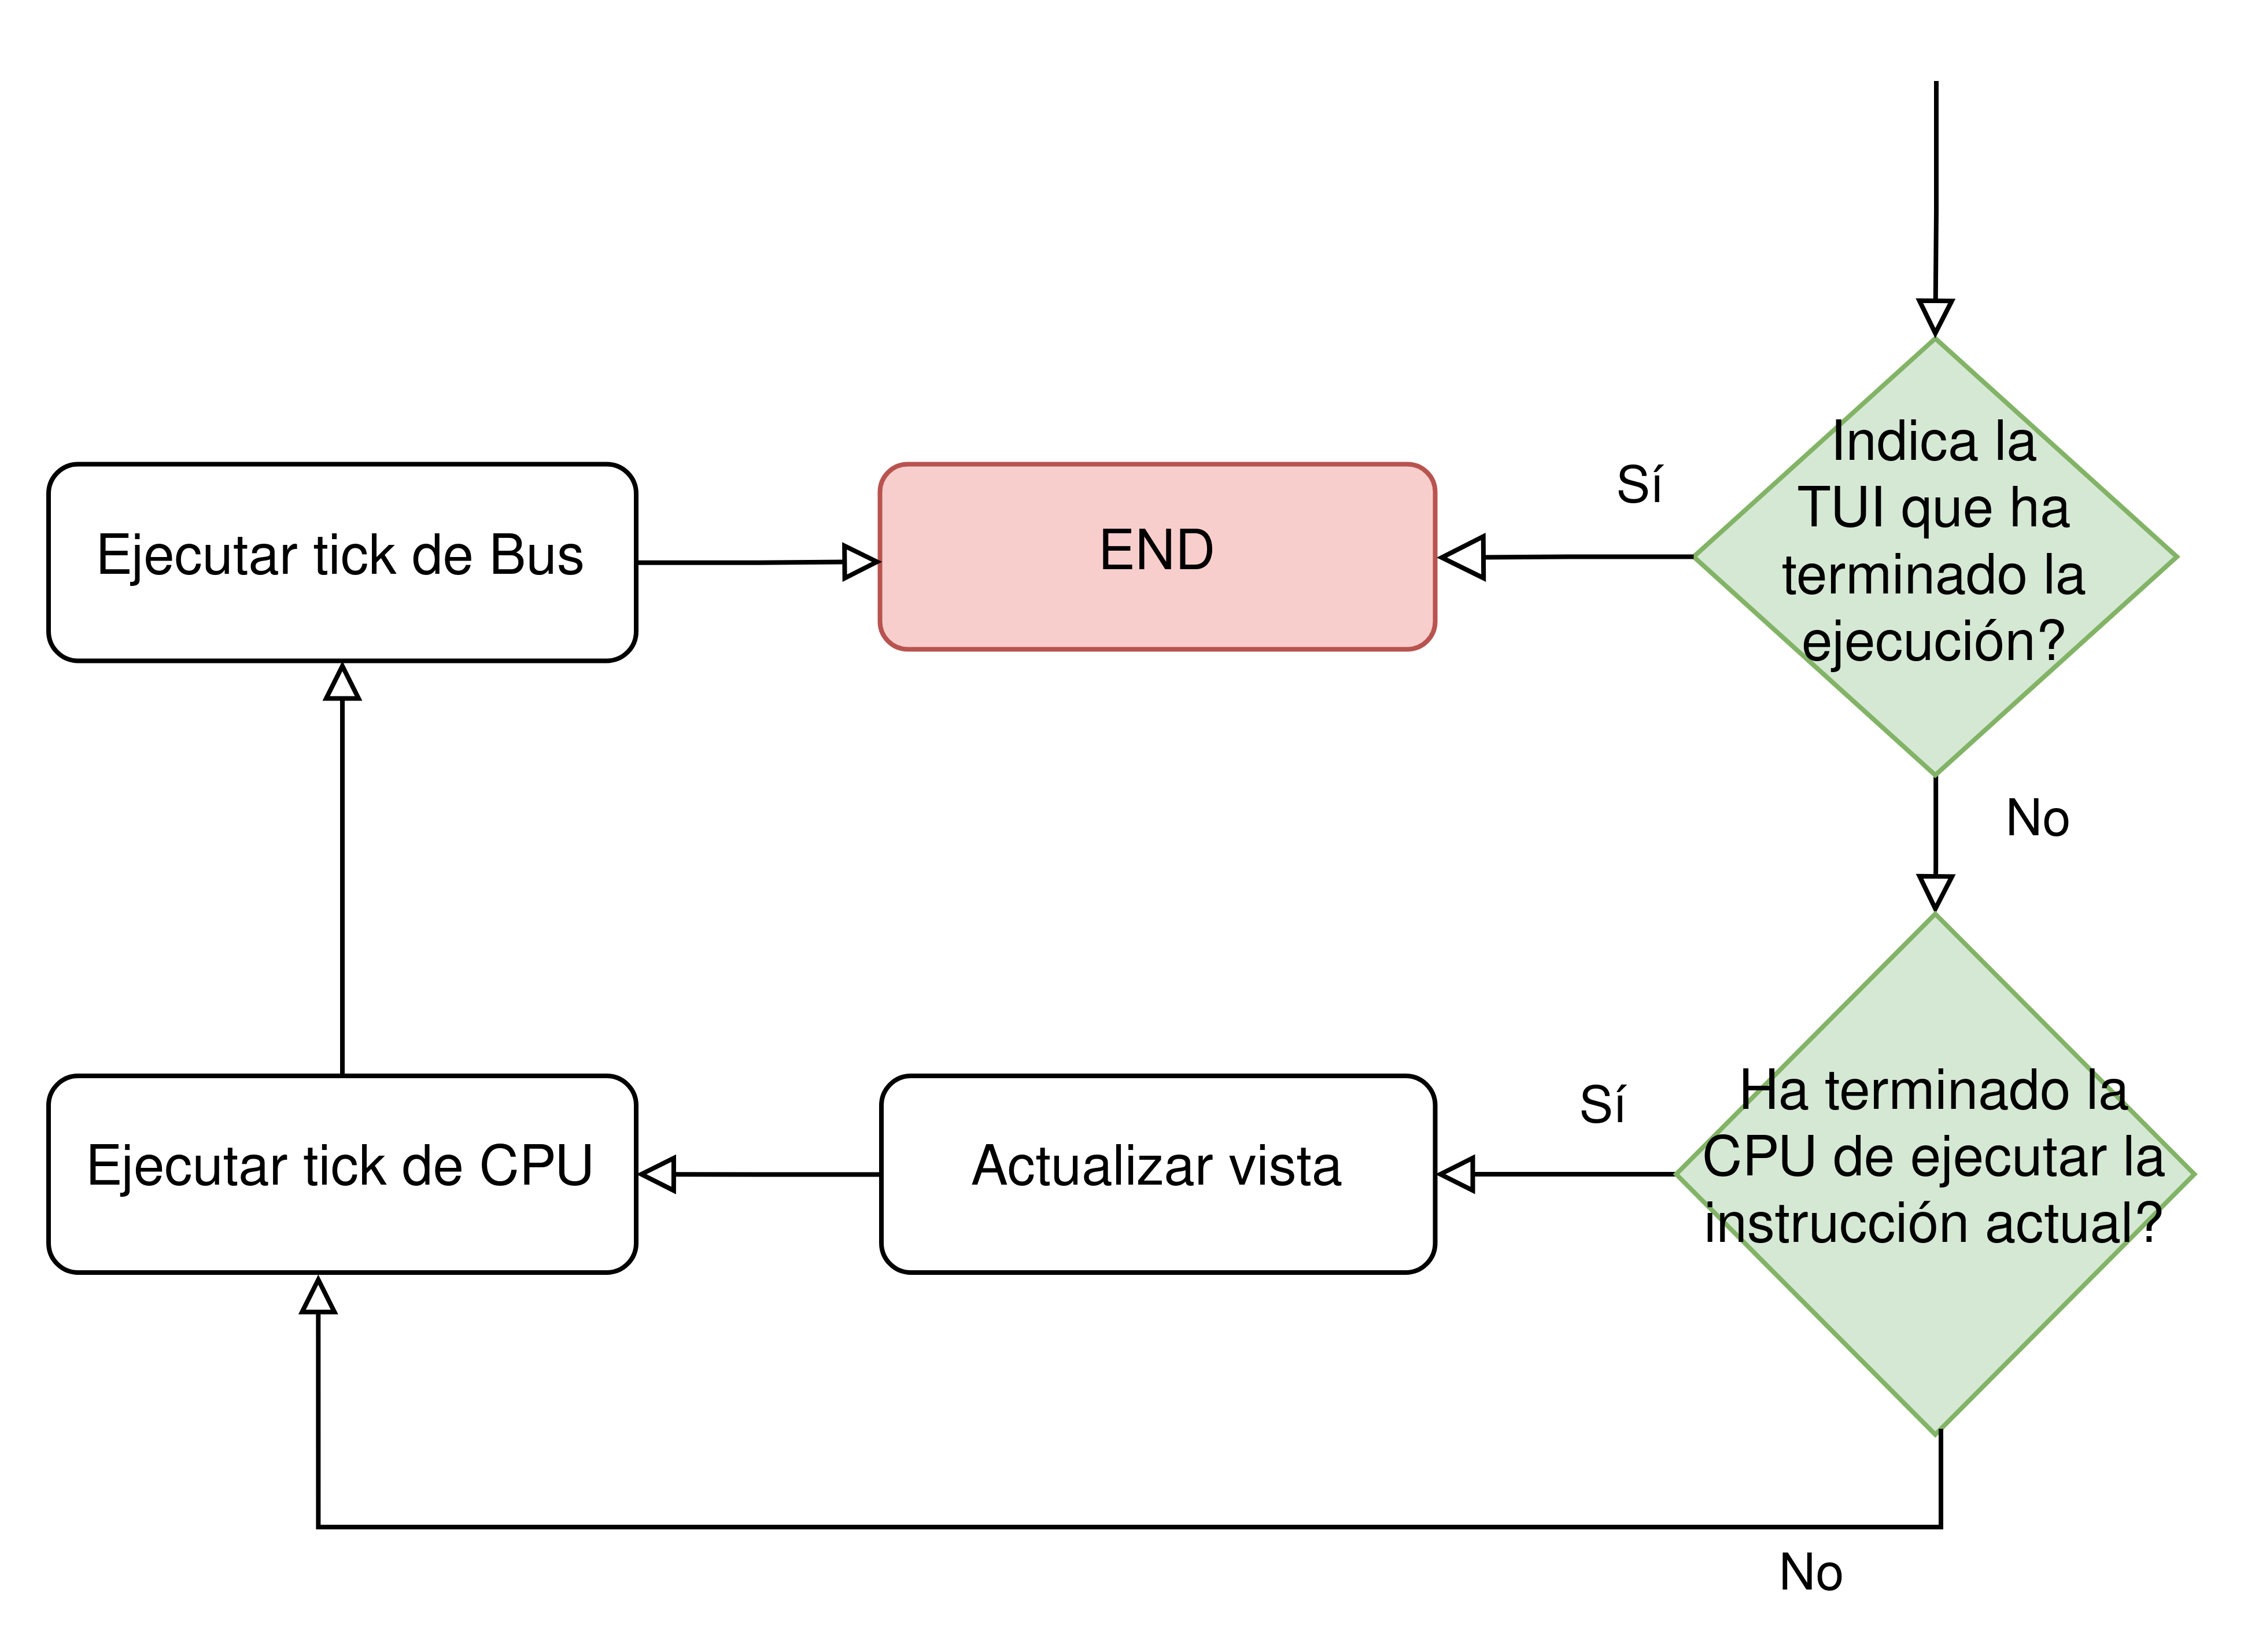 Indica la
TUI que ha
terminado la
ejecución?
Sí
END
Ejecutar tick de Bus
No
Ha terminado la
CPU de ejecutar la
instrucción actual?
Sí
Actualizar vista
Ejecutar tick de CPU
No